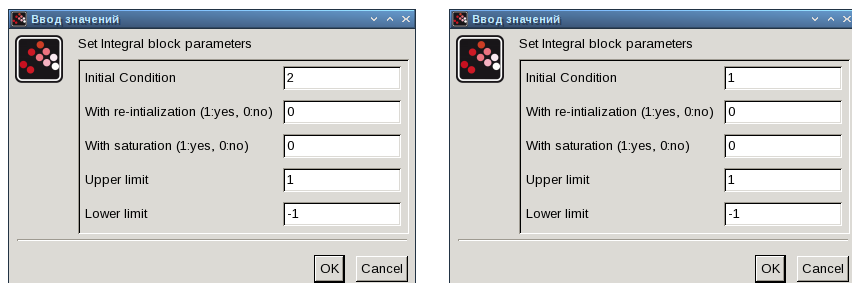 Ввод значений
Set Integral block parameters
Initial Condition 2
With re-intialization (1:yes, 0:no) 0
With saturation (1:yes, 0:no) 0
Upper limit 1
Lower limit -1
OK Cancel
Ввод значений
Set Integral block parameters
Initial Condition 1
With re-intialization (1:yes, 0:no) 0
With saturation (1:yes, 0:no) 0
Upper limit 1
Lower limit -1
OK Cancel